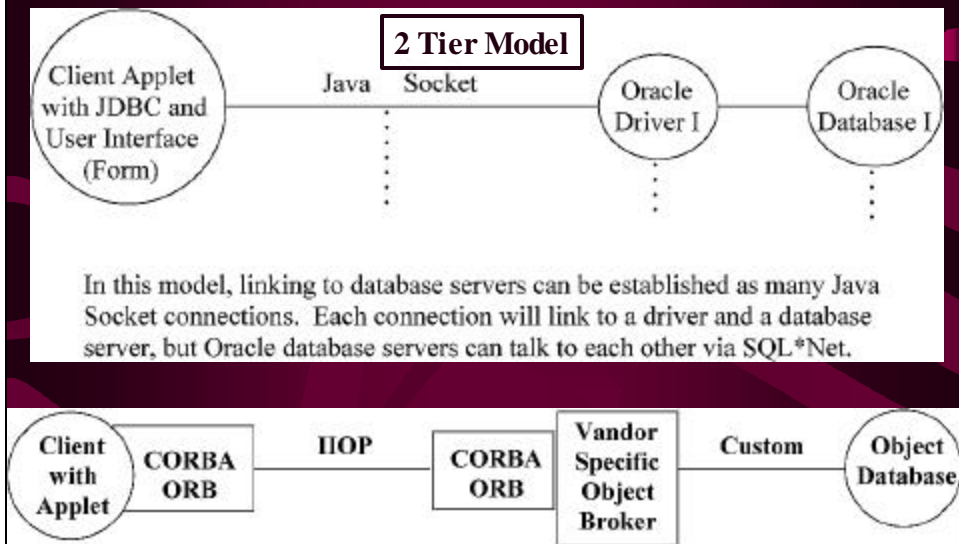 2 Tier Model
Client Applet
with JDBC and
User Interface
(Form)
Java Socket
Oracle
Driver I
Oracle
Database I
In this model, linking to database servers can be established as many Java
Socket connections. Each connection will link to a driver and a database
server, but Oracle database servers can talk to each other via SQL*Net.
Client
with
Applet
CORBA
ORB
IIOP
CORBA
ORB
Vandor
Specific
Object
Broker
Custom
Object
Database